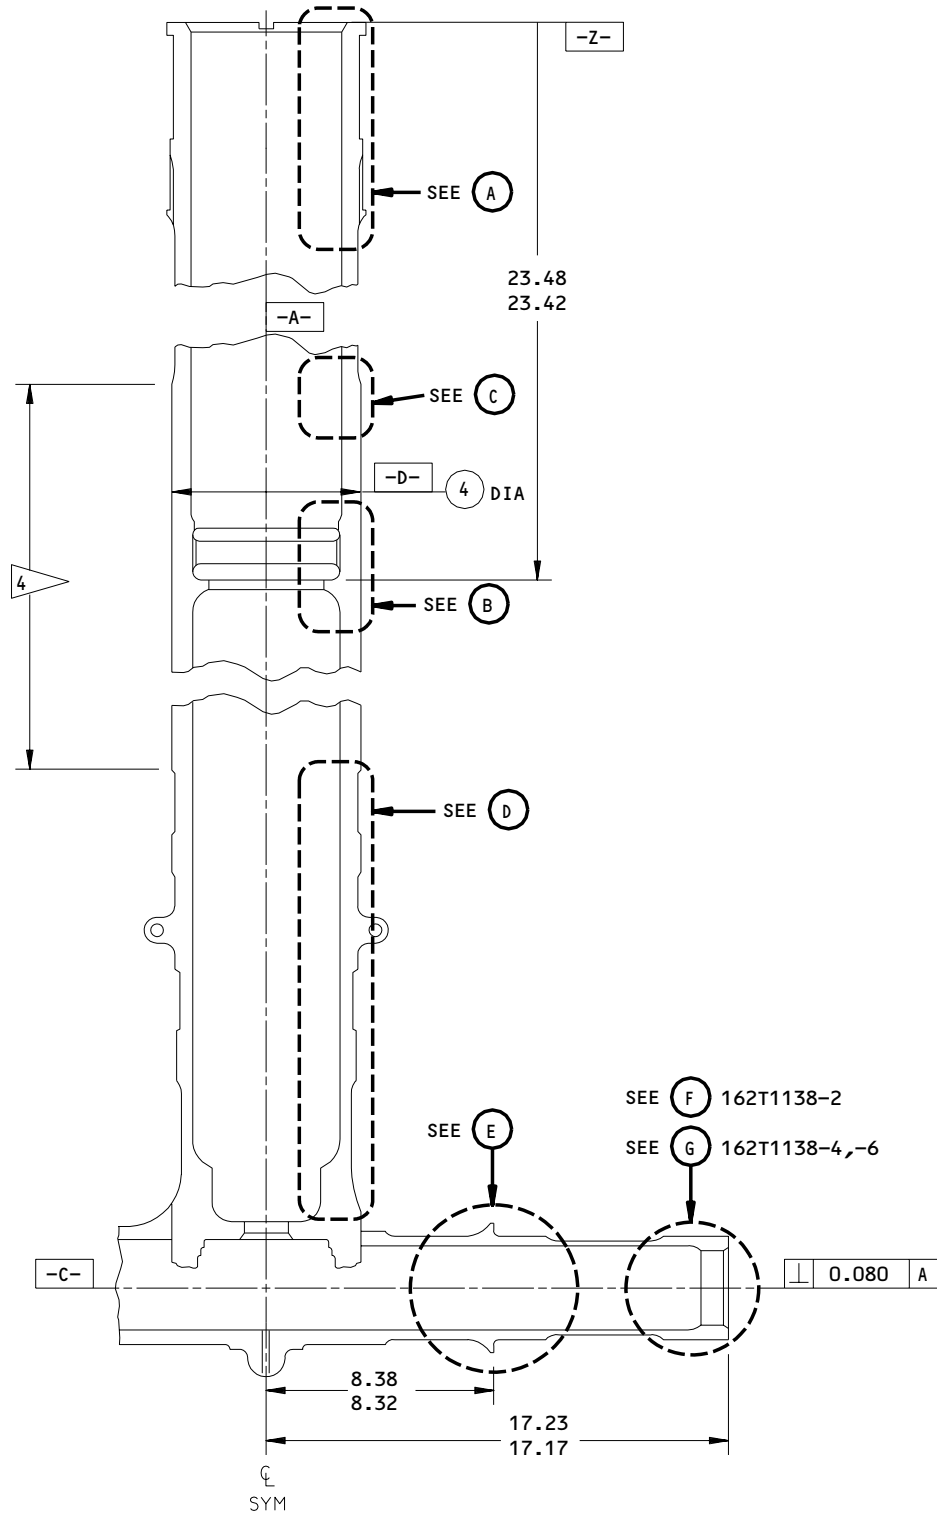 -Z-
SEE A
23.48
23.42
-A-
SEE C
-D-
4 DIA
4
SEE B
SEE D
SEE F 162T1138-2
SEE E
SEE G 162T1138-4,-6
-C-
⊥ 0.080 A
8.38
8.32
17.23
17.17
℄
SYM